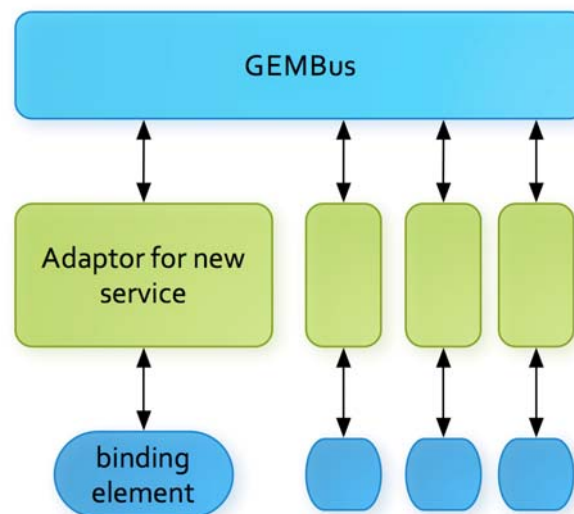 GEMBus
Adaptor for new
service
binding
element